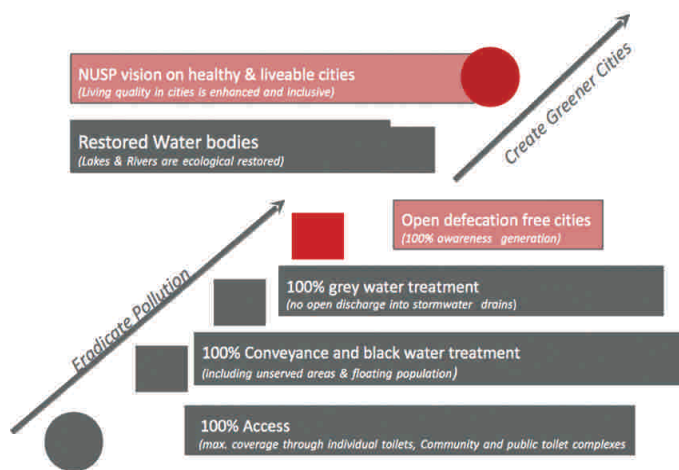 NUSP vision on healthy & liveable cities
(Living quality in cities is enhanced and inclusive)
Create Greener Cities
Restored Water bodies
(Lakes & Rivers are ecological restored)
Open defecation free cities
(100% awareness generation)
Eradicate Pollution
100% grey water treatment
(no open discharge into stormwater drains)
100% Conveyance and black water treatment
(including unserved areas & floating population)
100% Access
(max. coverage through individual toilets, Community and public toilet complexes